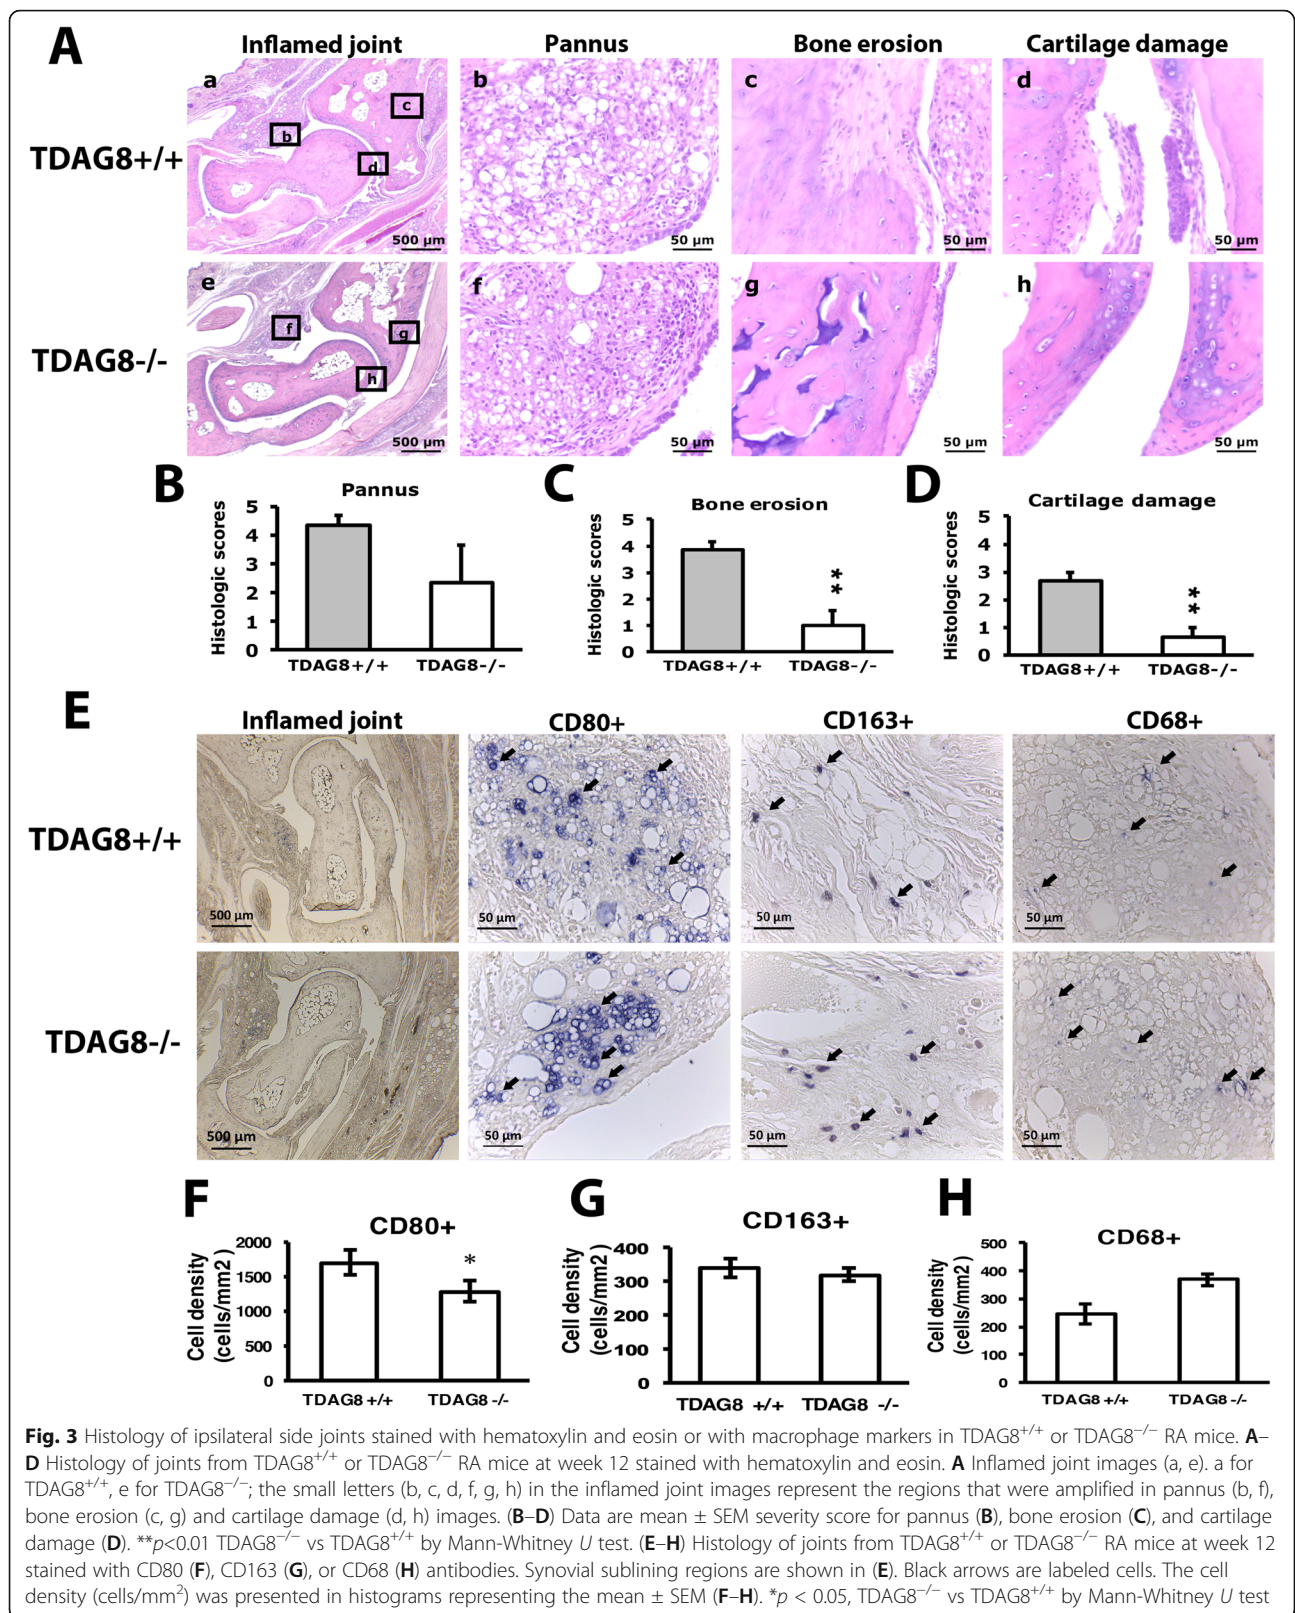 A
Inflamed joint Pannus Bone erosion Cartilage damage
TDAG8+/+
a b c d
b c d
500 µm 50 µm 50 µm 50 µm
TDAG8-/-
e f g h
f g h
500 µm 50 µm 50 µm 50 µm
B
Pannus
Histologic scores
5
4
3
2
1
0
TDAG8+/+ TDAG8-/-
C
Bone erosion
Histologic scores
5
4
3
2
1
0
**
TDAG8+/+ TDAG8-/-
D
Cartilage damage
Histologic scores
5
4
3
2
1
0
**
TDAG8+/+ TDAG8-/-
E
Inflamed joint CD80+ CD163+ CD68+
TDAG8+/+
500 µm 50 µm 50 µm 50 µm
TDAG8-/-
500 µm 50 µm 50 µm 50 µm
F
CD80+
Cell density
(cells/mm2)
2000
1500
1000
500
0
*
TDAG8+/+ TDAG8 -/-
G
CD163+
Cell density
(cells/mm2)
400
300
200
100
0
TDAG8 +/+ TDAG8 -/-
H
CD68+
Cell density
(cells/mm2)
500
400
300
200
100
0
TDAG8 +/+ TDAG8 -/-
Fig. 3 Histology of ipsilateral side joints stained with hematoxylin and eosin or with macrophage markers in TDAG8+/+ or TDAG8−/− RA mice. A–
D Histology of joints from TDAG8+/+ or TDAG8−/− RA mice at week 12 stained with hematoxylin and eosin. A Inflamed joint images (a, e). a for
TDAG8+/+, e for TDAG8−/−; the small letters (b, c, d, f, g, h) in the inflamed joint images represent the regions that were amplified in pannus (b, f),
bone erosion (c, g) and cartilage damage (d, h) images. (B–D) Data are mean ± SEM severity score for pannus (B), bone erosion (C), and cartilage
damage (D). **p<0.01 TDAG8−/− vs TDAG8+/+ by Mann-Whitney U test. (E–H) Histology of joints from TDAG8+/+ or TDAG8−/− RA mice at week 12
stained with CD80 (F), CD163 (G), or CD68 (H) antibodies. Synovial sublining regions are shown in (E). Black arrows are labeled cells. The cell
density (cells/mm2) was presented in histograms representing the mean ± SEM (F–H). *p < 0.05, TDAG8−/− vs TDAG8+/+ by Mann-Whitney U test